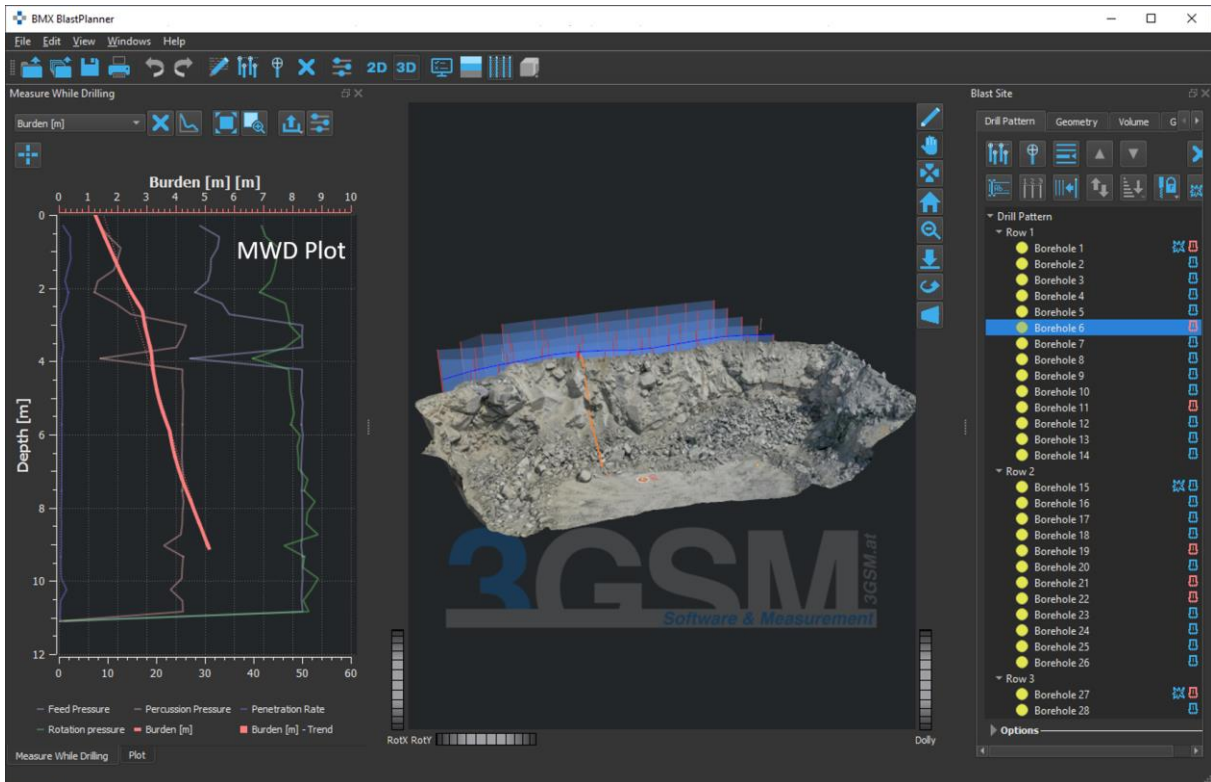 BMX BlastPlanner
File Edit View Windows Help
2D 3D
Measure While Drilling
Burden [m]
Burden [m] [m]
0 1 2 3 4 5 6 7 8 9 10
MWD Plot
Depth [m]
0
2
4
6
8
10
12
0 10 20 30 40 50 60
Feed Pressure Percussion Pressure Penetration Rate
Rotation pressure Burden [m] Burden [m] - Trend
Measure While Drilling Plot
3GSM
3GSM.at
Software & Measurement
RotX RotY
Dolly
Blast Site
Drill Pattern Geometry Volume G
Drill Pattern
Row 1
Borehole 1
Borehole 2
Borehole 3
Borehole 4
Borehole 5
Borehole 6
Borehole 7
Borehole 8
Borehole 9
Borehole 10
Borehole 11
Borehole 12
Borehole 13
Borehole 14
Row 2
Borehole 15
Borehole 16
Borehole 17
Borehole 18
Borehole 19
Borehole 20
Borehole 21
Borehole 22
Borehole 23
Borehole 24
Borehole 25
Borehole 26
Row 3
Borehole 27
Borehole 28
Options